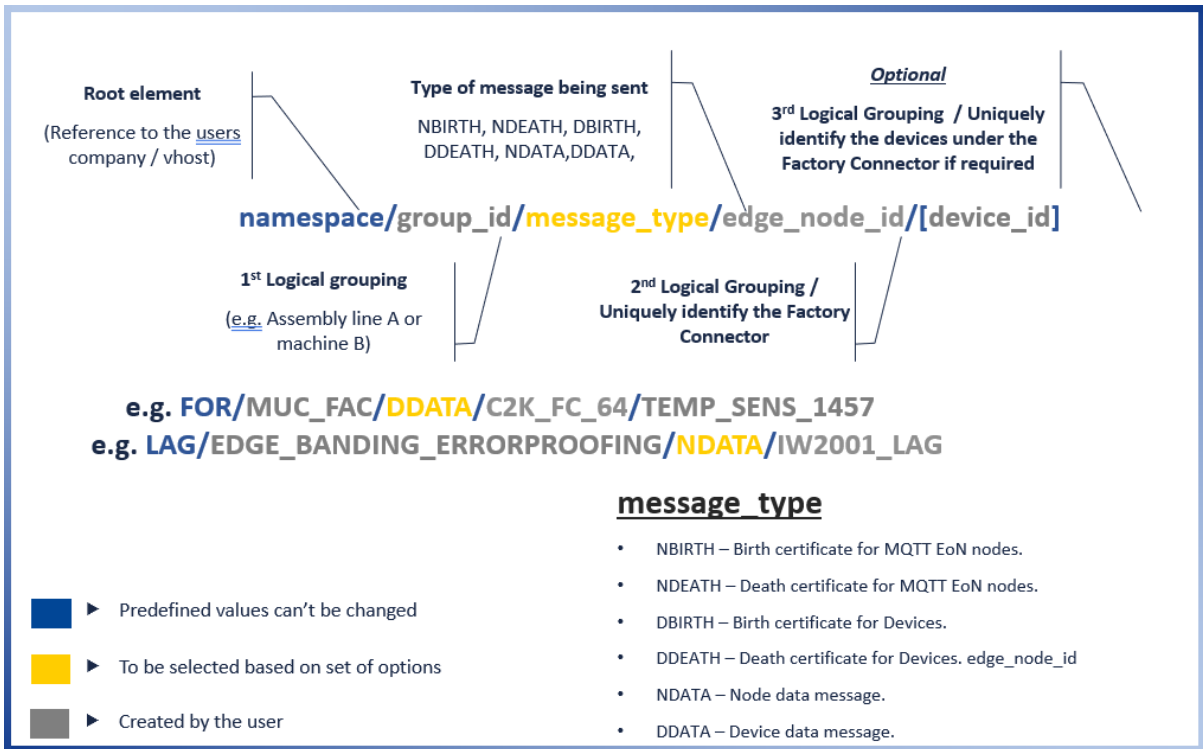 Root element
(Reference to the users
company / vhost)
Type of message being sent
NBIRTH, NDEATH, DBIRTH,
DDEATH, NDATA,DDATA,
Optional
3rd Logical Grouping / Uniquely
identify the devices under the
Factory Connector if required
namespace/group_id/message_type/edge_node_id/[device_id]
1st Logical grouping
(e.g. Assembly line A or
machine B)
2nd Logical Grouping /
Uniquely identify the Factory
Connector
e.g. FOR/MUC_FAC/DDATA/C2K_FC_64/TEMP_SENS_1457
e.g. LAG/EDGE_BANDING_ERRORPROOFING/NDATA/IW2001_LAG
message_type
• NBIRTH – Birth certificate for MQTT EoN nodes.
• NDEATH – Death certificate for MQTT EoN nodes.
• DBIRTH – Birth certificate for Devices.
• DDEATH – Death certificate for Devices. edge_node_id
• NDATA – Node data message.
• DDATA – Device data message.
Predefined values can’t be changed
To be selected based on set of options
Created by the user